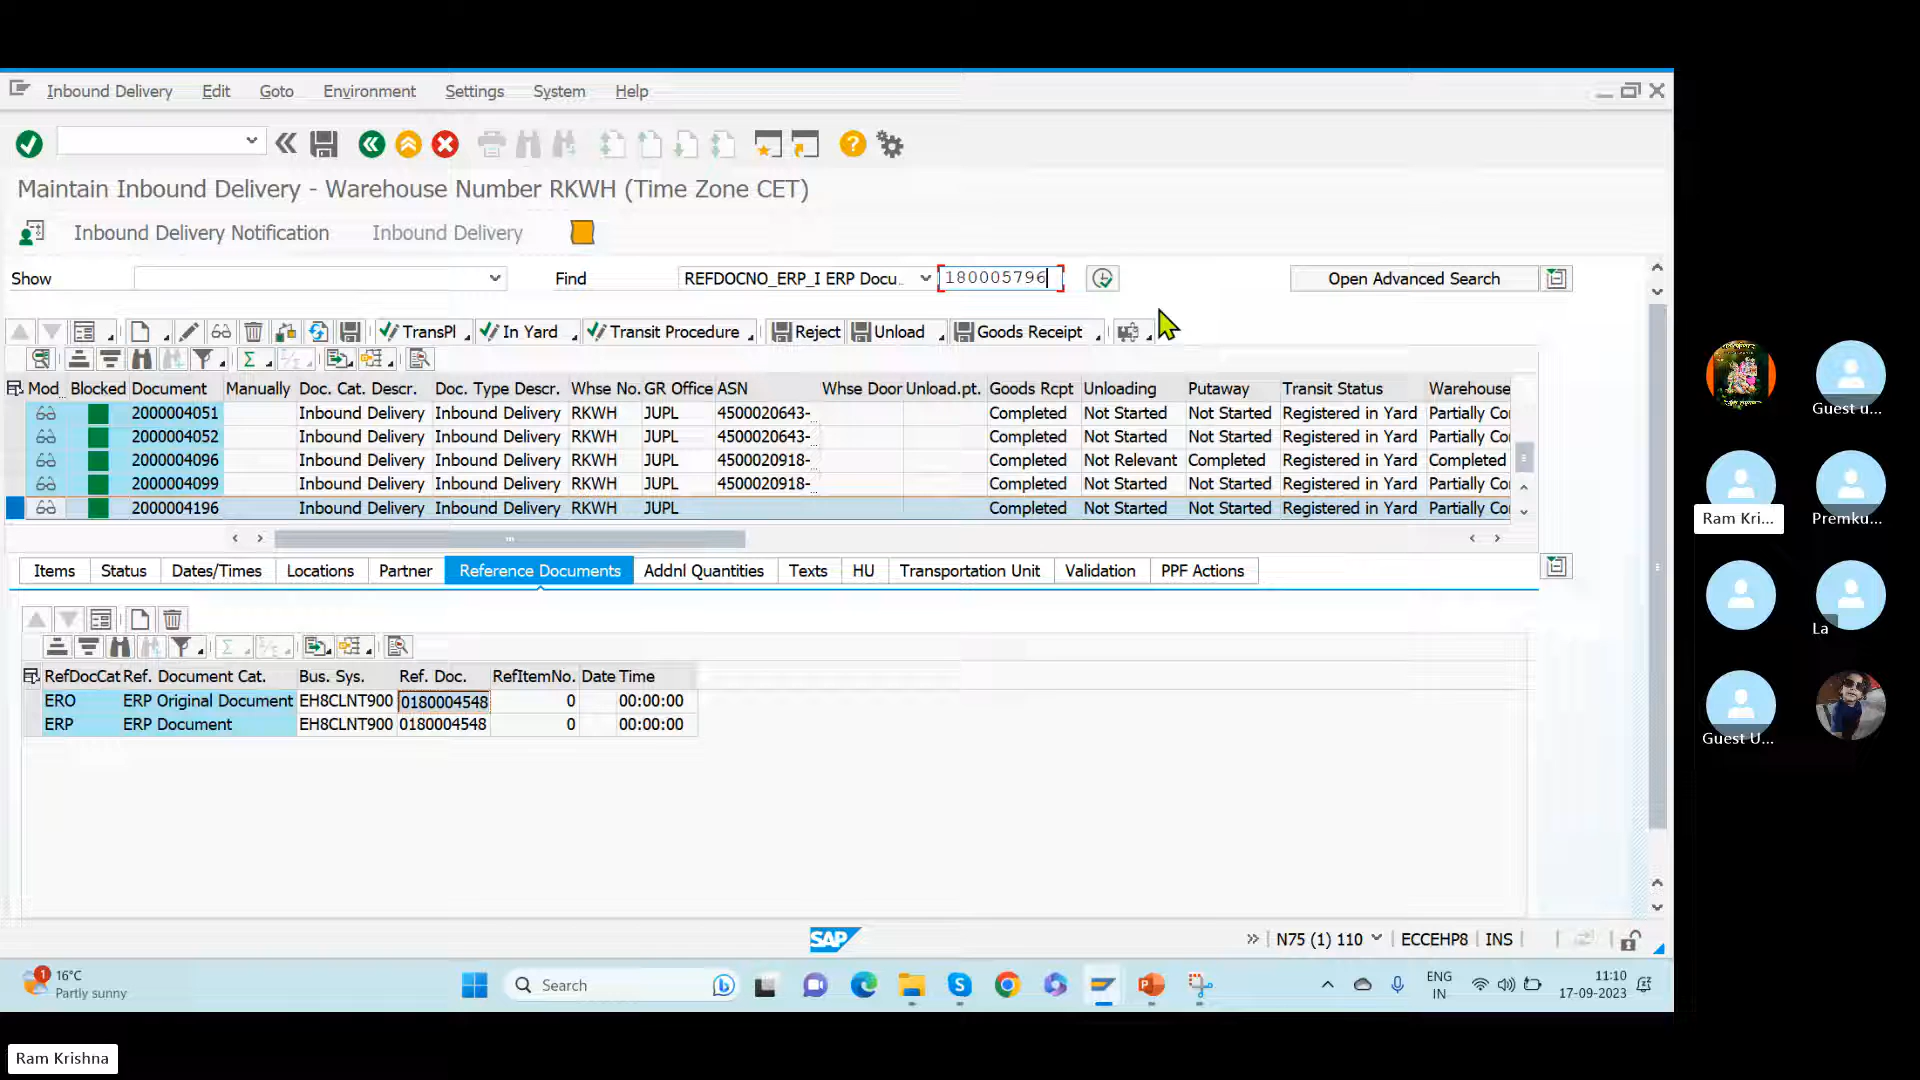 Inbound Delivery Edit Goto Environment Settings System Help
Maintain Inbound Delivery - Warehouse Number RKWH (Time Zone CET)
Inbound Delivery Notification Inbound Delivery
Show Find REFDOCNO_ERP_I ERP Docu... 180005796 Open Advanced Search
TransPl In Yard Transit Procedure Reject Unload Goods Receipt
Mod... Blocked Document Manually Doc. Cat. Descr. Doc. Type Descr. Whse No. GR Office ASN Whse Door Unload.pt. Goods Rcpt Unloading Putaway Transit Status Warehouse
2000004051 Inbound Delivery Inbound Delivery RKWH JUPL 4500020643-... Completed Not Started Not Started Registered in Yard Partially Co
2000004052 Inbound Delivery Inbound Delivery RKWH JUPL 4500020643-... Completed Not Started Not Started Registered in Yard Partially Co
2000004096 Inbound Delivery Inbound Delivery RKWH JUPL 4500020918-... Completed Not Relevant Completed Registered in Yard Completed
2000004099 Inbound Delivery Inbound Delivery RKWH JUPL 4500020918-... Completed Not Started Not Started Registered in Yard Partially Co
2000004196 Inbound Delivery Inbound Delivery RKWH JUPL Completed Not Started Not Started Registered in Yard Partially Co
Items Status Dates/Times Locations Partner Reference Documents Addnl Quantities Texts HU Transportation Unit Validation PPF Actions
RefDocCat Ref. Document Cat. Bus. Sys. Ref. Doc. RefItemNo. Date Time
ERO ERP Original Document EH8CLNT900 0180004548 0 00:00:00
ERP ERP Document EH8CLNT900 0180004548 0 00:00:00
SAP N75 (1) 110 ECCEHP8 INS
1 16°C
Partly sunny
Search
ENG
IN
11:10
17-09-2023
Guest u...
Ram Kri...
Premku...
La
Guest U...
Ram Krishna